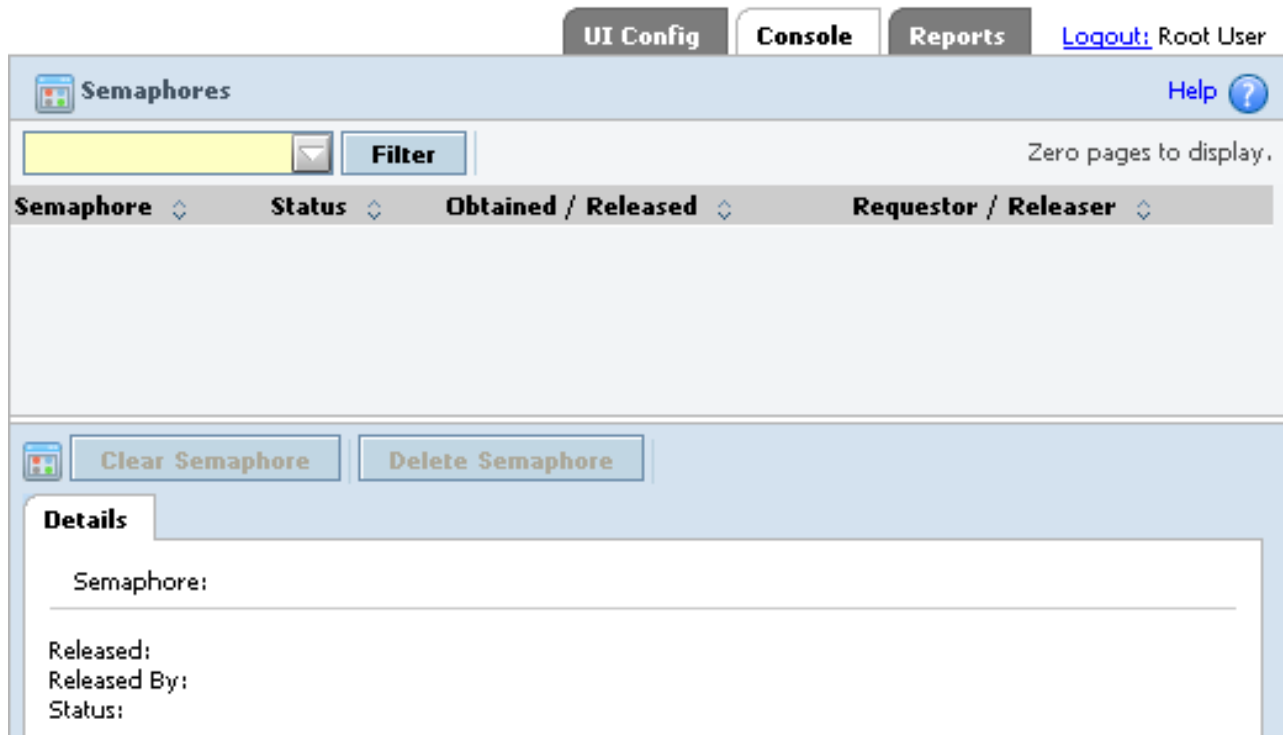 UI Config Console Reports Logout: Root User
Semaphores Help ?
Filter Zero pages to display.
Semaphore Status Obtained / Released Requestor / Releaser
Clear Semaphore Delete Semaphore
Details
Semaphore:
Released:
Released By:
Status: